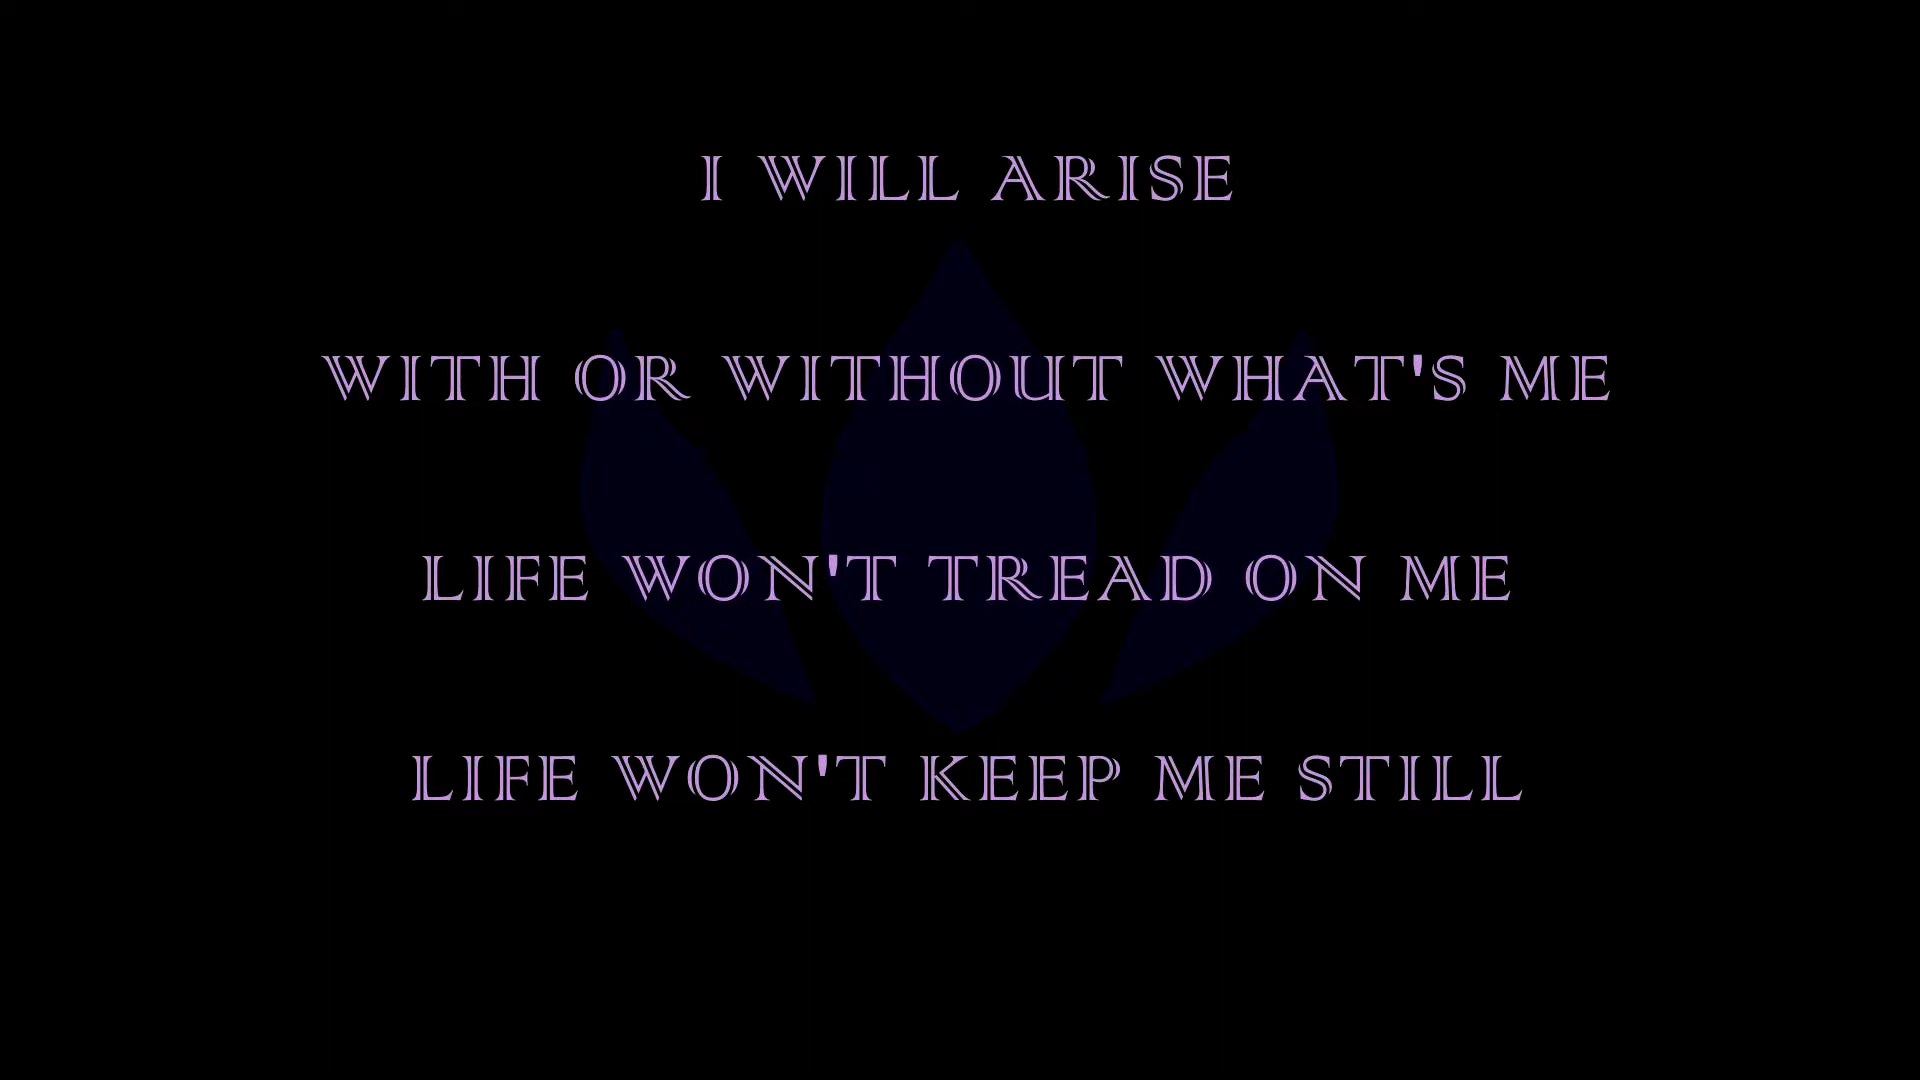 I WILL ARISE
WITH OR WITHOUT WHAT'S ME
LIFE WON'T TREAD ON ME
LIFE WON'T KEEP ME STILL